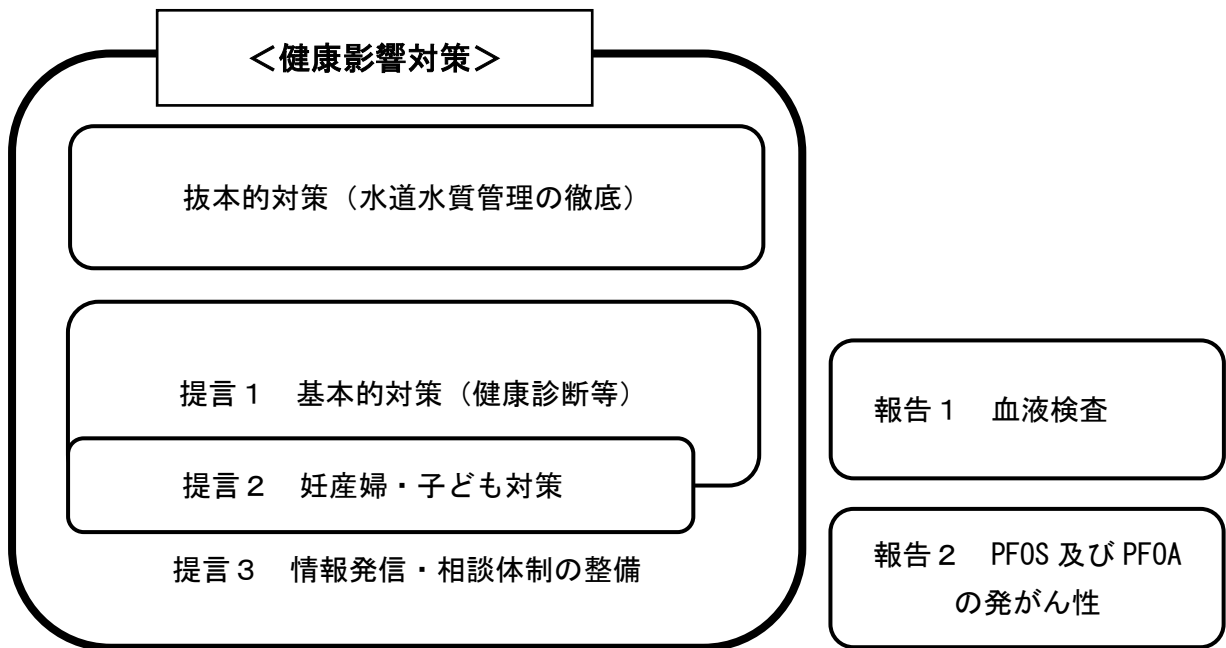 ＜健康影響対策＞
抜本的対策（水道水質管理の徹底）
提言１　基本的対策（健康診断等）
提言２　妊産婦・子ども対策
提言３　情報発信・相談体制の整備
報告１　血液検査
報告２　PFOS 及び PFOA
の発がん性